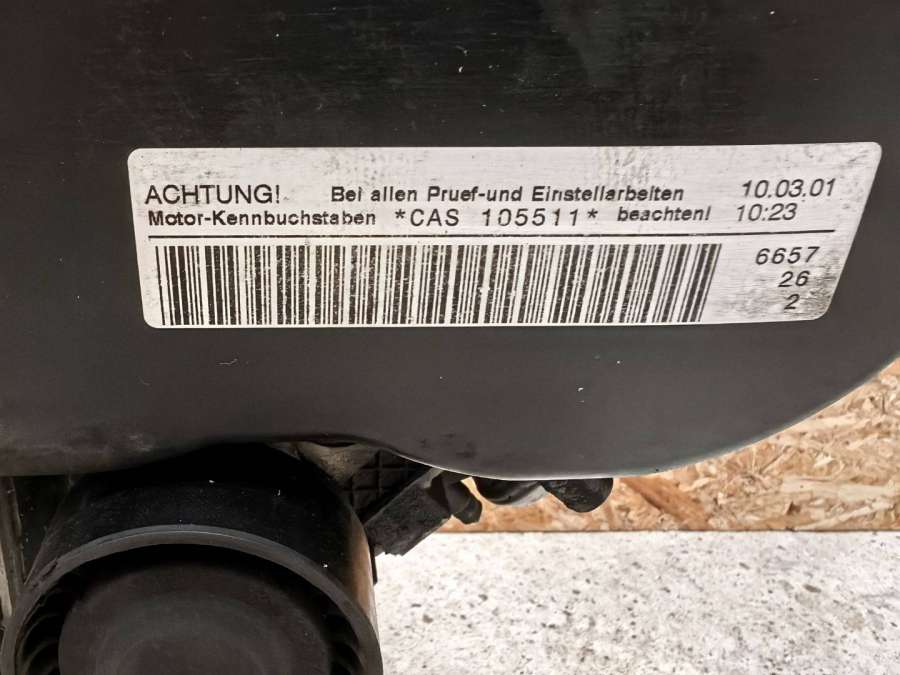 ACHTUNG! Bei allen Pruef-und Einstellarbeiten 10.03.01
Motor-Kennbuchstaben *CAS 105511* beachten! 10:23
6657
26
2